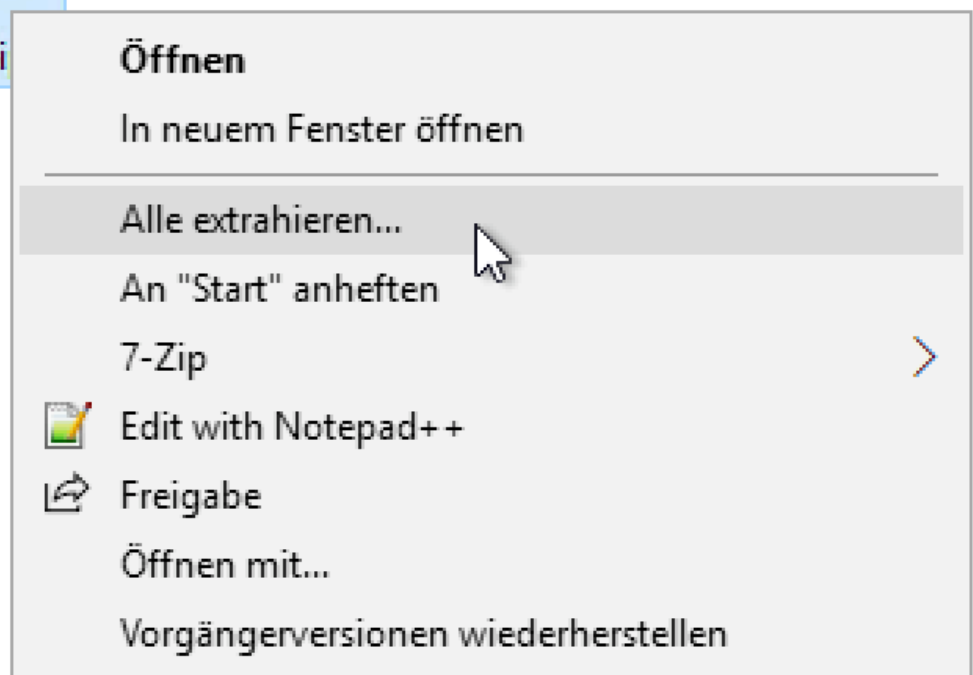 Öffnen
In neuem Fenster öffnen
Alle extrahieren...
An "Start" anheften
7-Zip
Edit with Notepad++
Freigabe
Öffnen mit...
Vorgängerversionen wiederherstellen